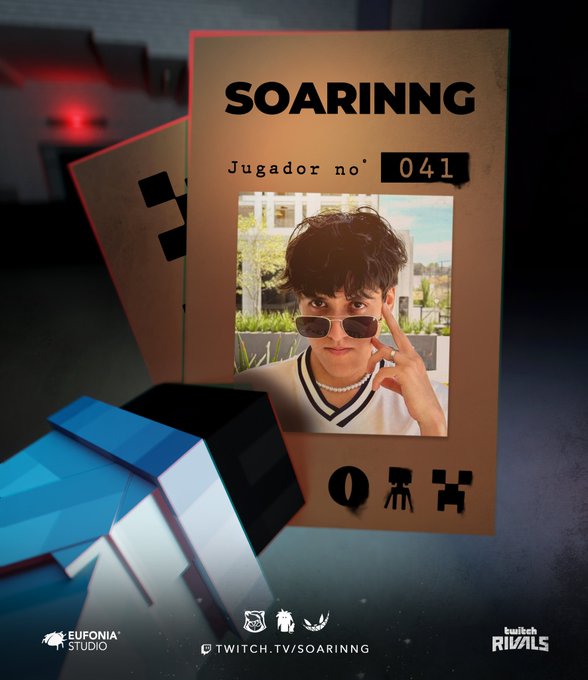 SOARINNG
Jugador no° 041
EUFONIA®
STUDIO
TWITCH.TV/SOARINNG
twitch
RIVALS